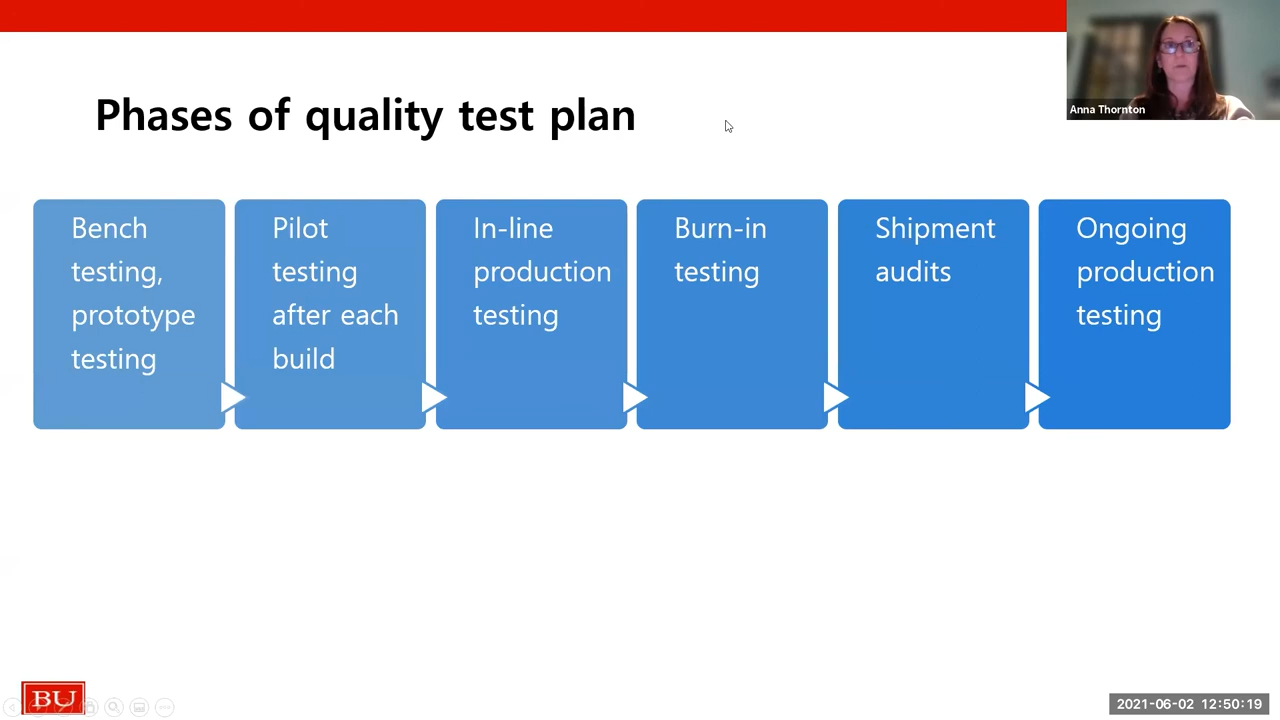 Anna Thornton
Phases of quality test plan
Bench
testing,
prototype
testing
Pilot
testing
after each
build
In-line
production
testing
Burn-in
testing
Shipment
audits
Ongoing
production
testing
BU
2021-06-02 12:50:19